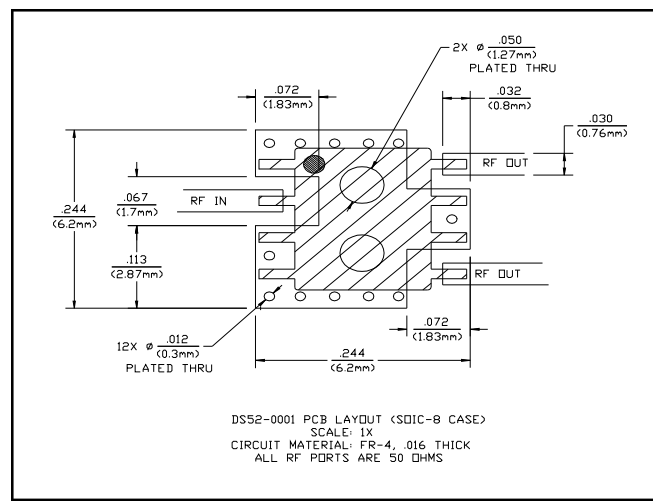 2X ⌀ .050
(1.27mm)
PLATED THRU
.072
(1.83mm)
.032
(0.8mm)
.030
(0.76mm)
RF OUT
.067
(1.7mm)
RF IN
.244
(6.2mm)
.113
(2.87mm)
RF OUT
.072
(1.83mm)
12X ⌀ .012
(0.3mm)
PLATED THRU
.244
(6.2mm)
DS52-0001 PCB LAYOUT (SOIC-8 CASE)
SCALE: 1X
CIRCUIT MATERIAL: FR-4, .016 THICK
ALL RF PORTS ARE 50 OHMS